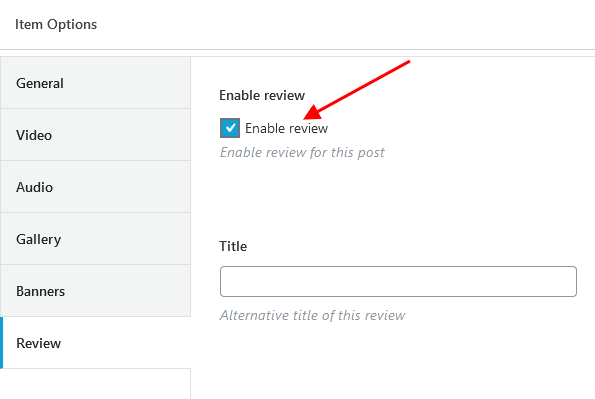 Item Options
General
Video
Audio
Gallery
Banners
Review
Enable review
Enable review
Enable review for this post
Title
Alternative title of this review